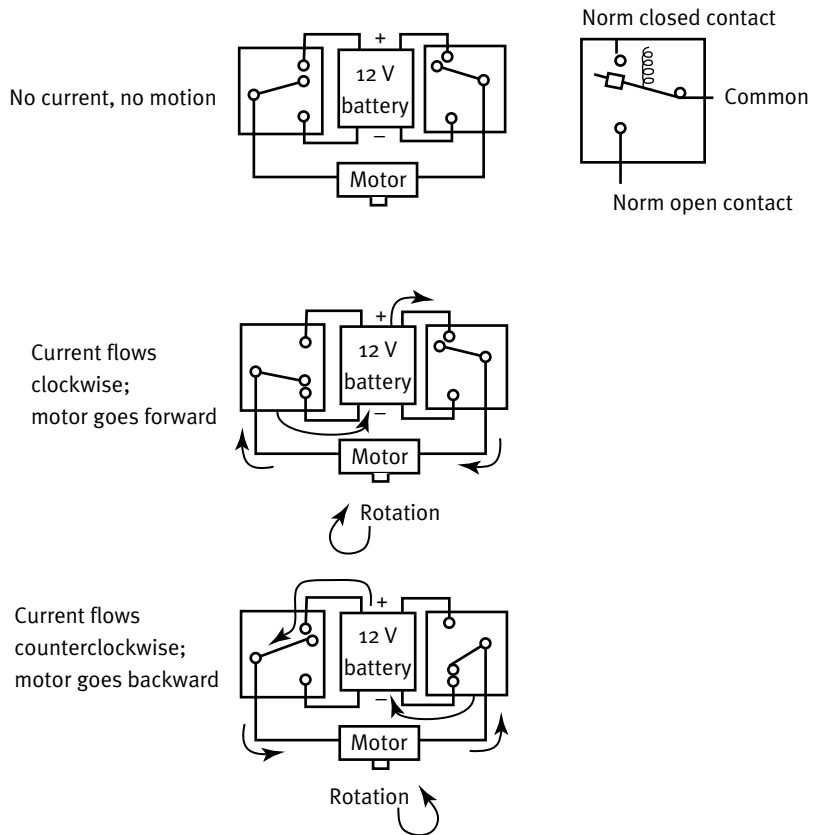 Norm closed contact
+
12 V
battery
–
No current, no motion
Motor
Common
Norm open contact
Current flows
clockwise;
motor goes forward
+
12 V
battery
–
Motor
Rotation
Current flows
counterclockwise;
motor goes backward
+
12 V
battery
–
Motor
Rotation